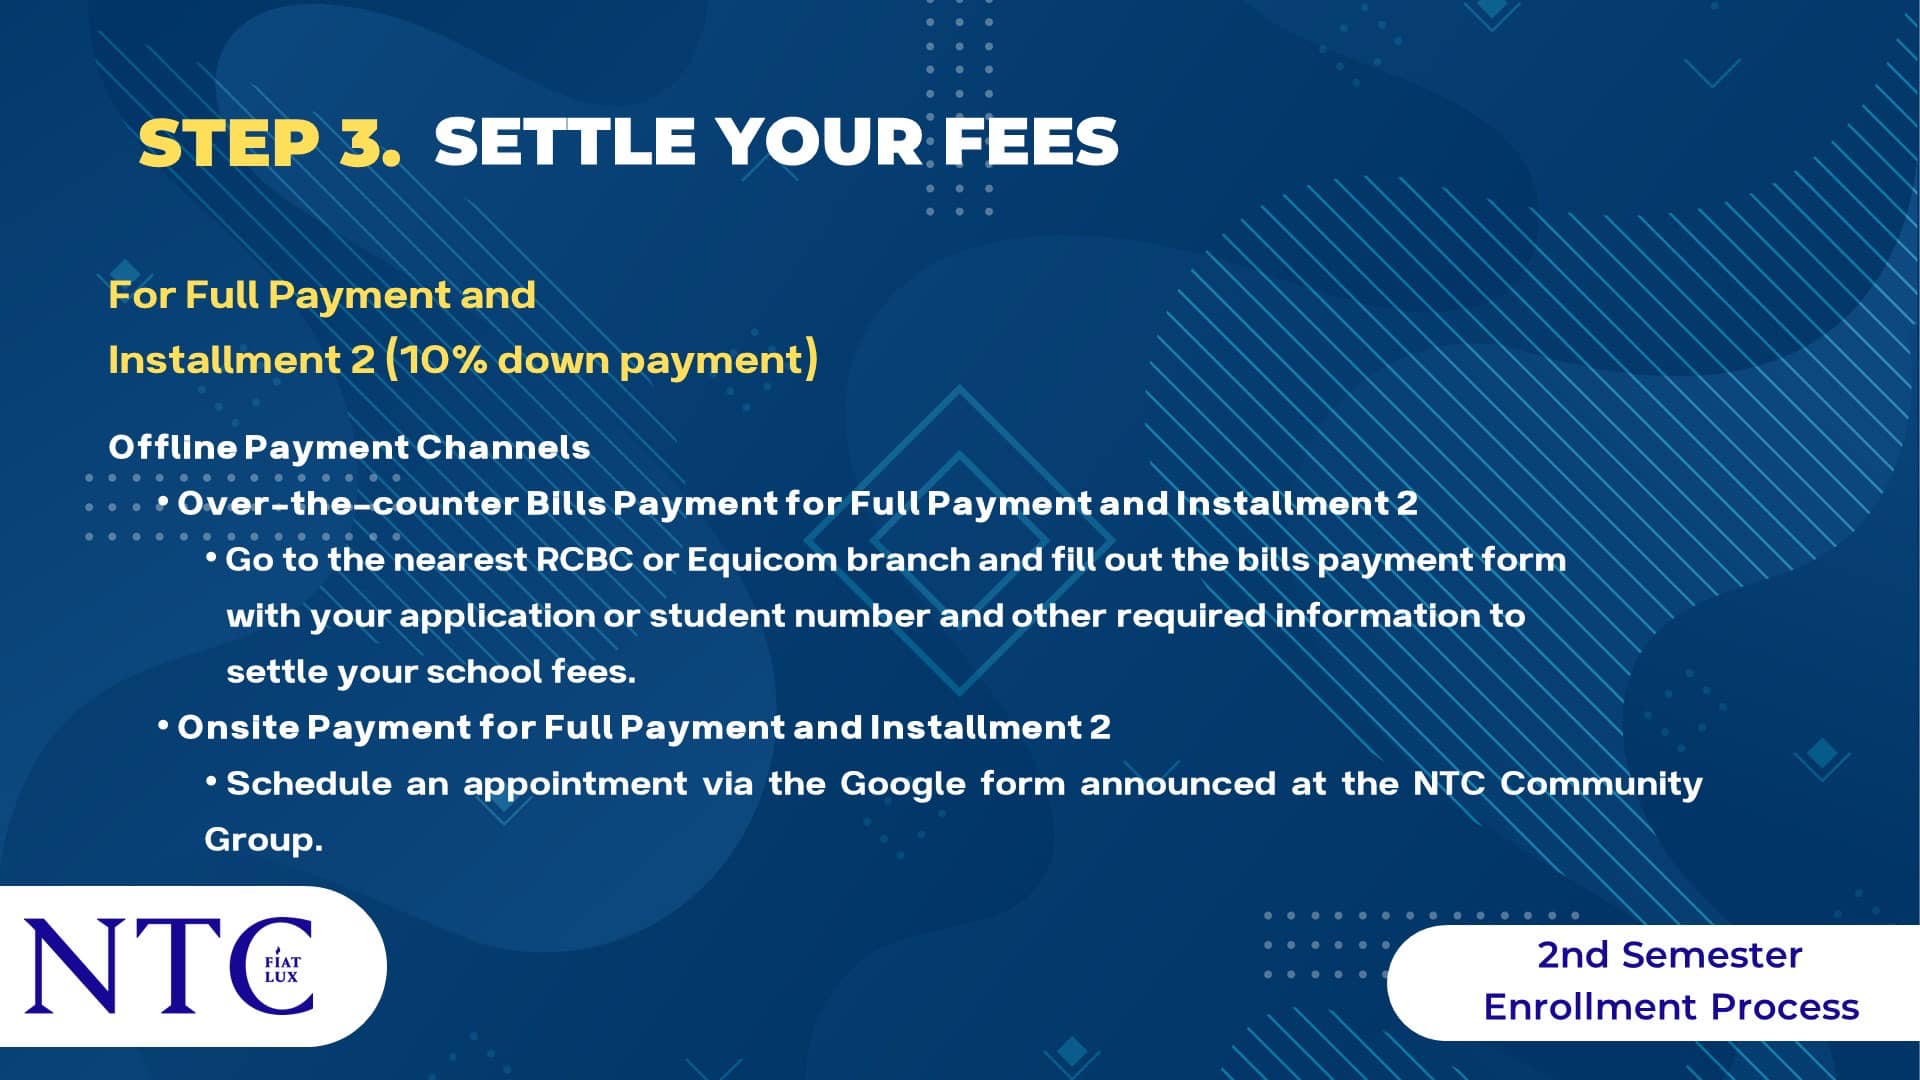 STEP 3. SETTLE YOUR FEES
For Full Payment and
Installment 2 (10% down payment)
Offline Payment Channels
• Over-the-counter Bills Payment for Full Payment and Installment 2
• Go to the nearest RCBC or Equicom branch and fill out the bills payment form
with your application or student number and other required information to
settle your school fees.
• Onsite Payment for Full Payment and Installment 2
• Schedule an appointment via the Google form announced at the NTC Community
Group.
NTC
FIAT
LUX
2nd Semester
Enrollment Process